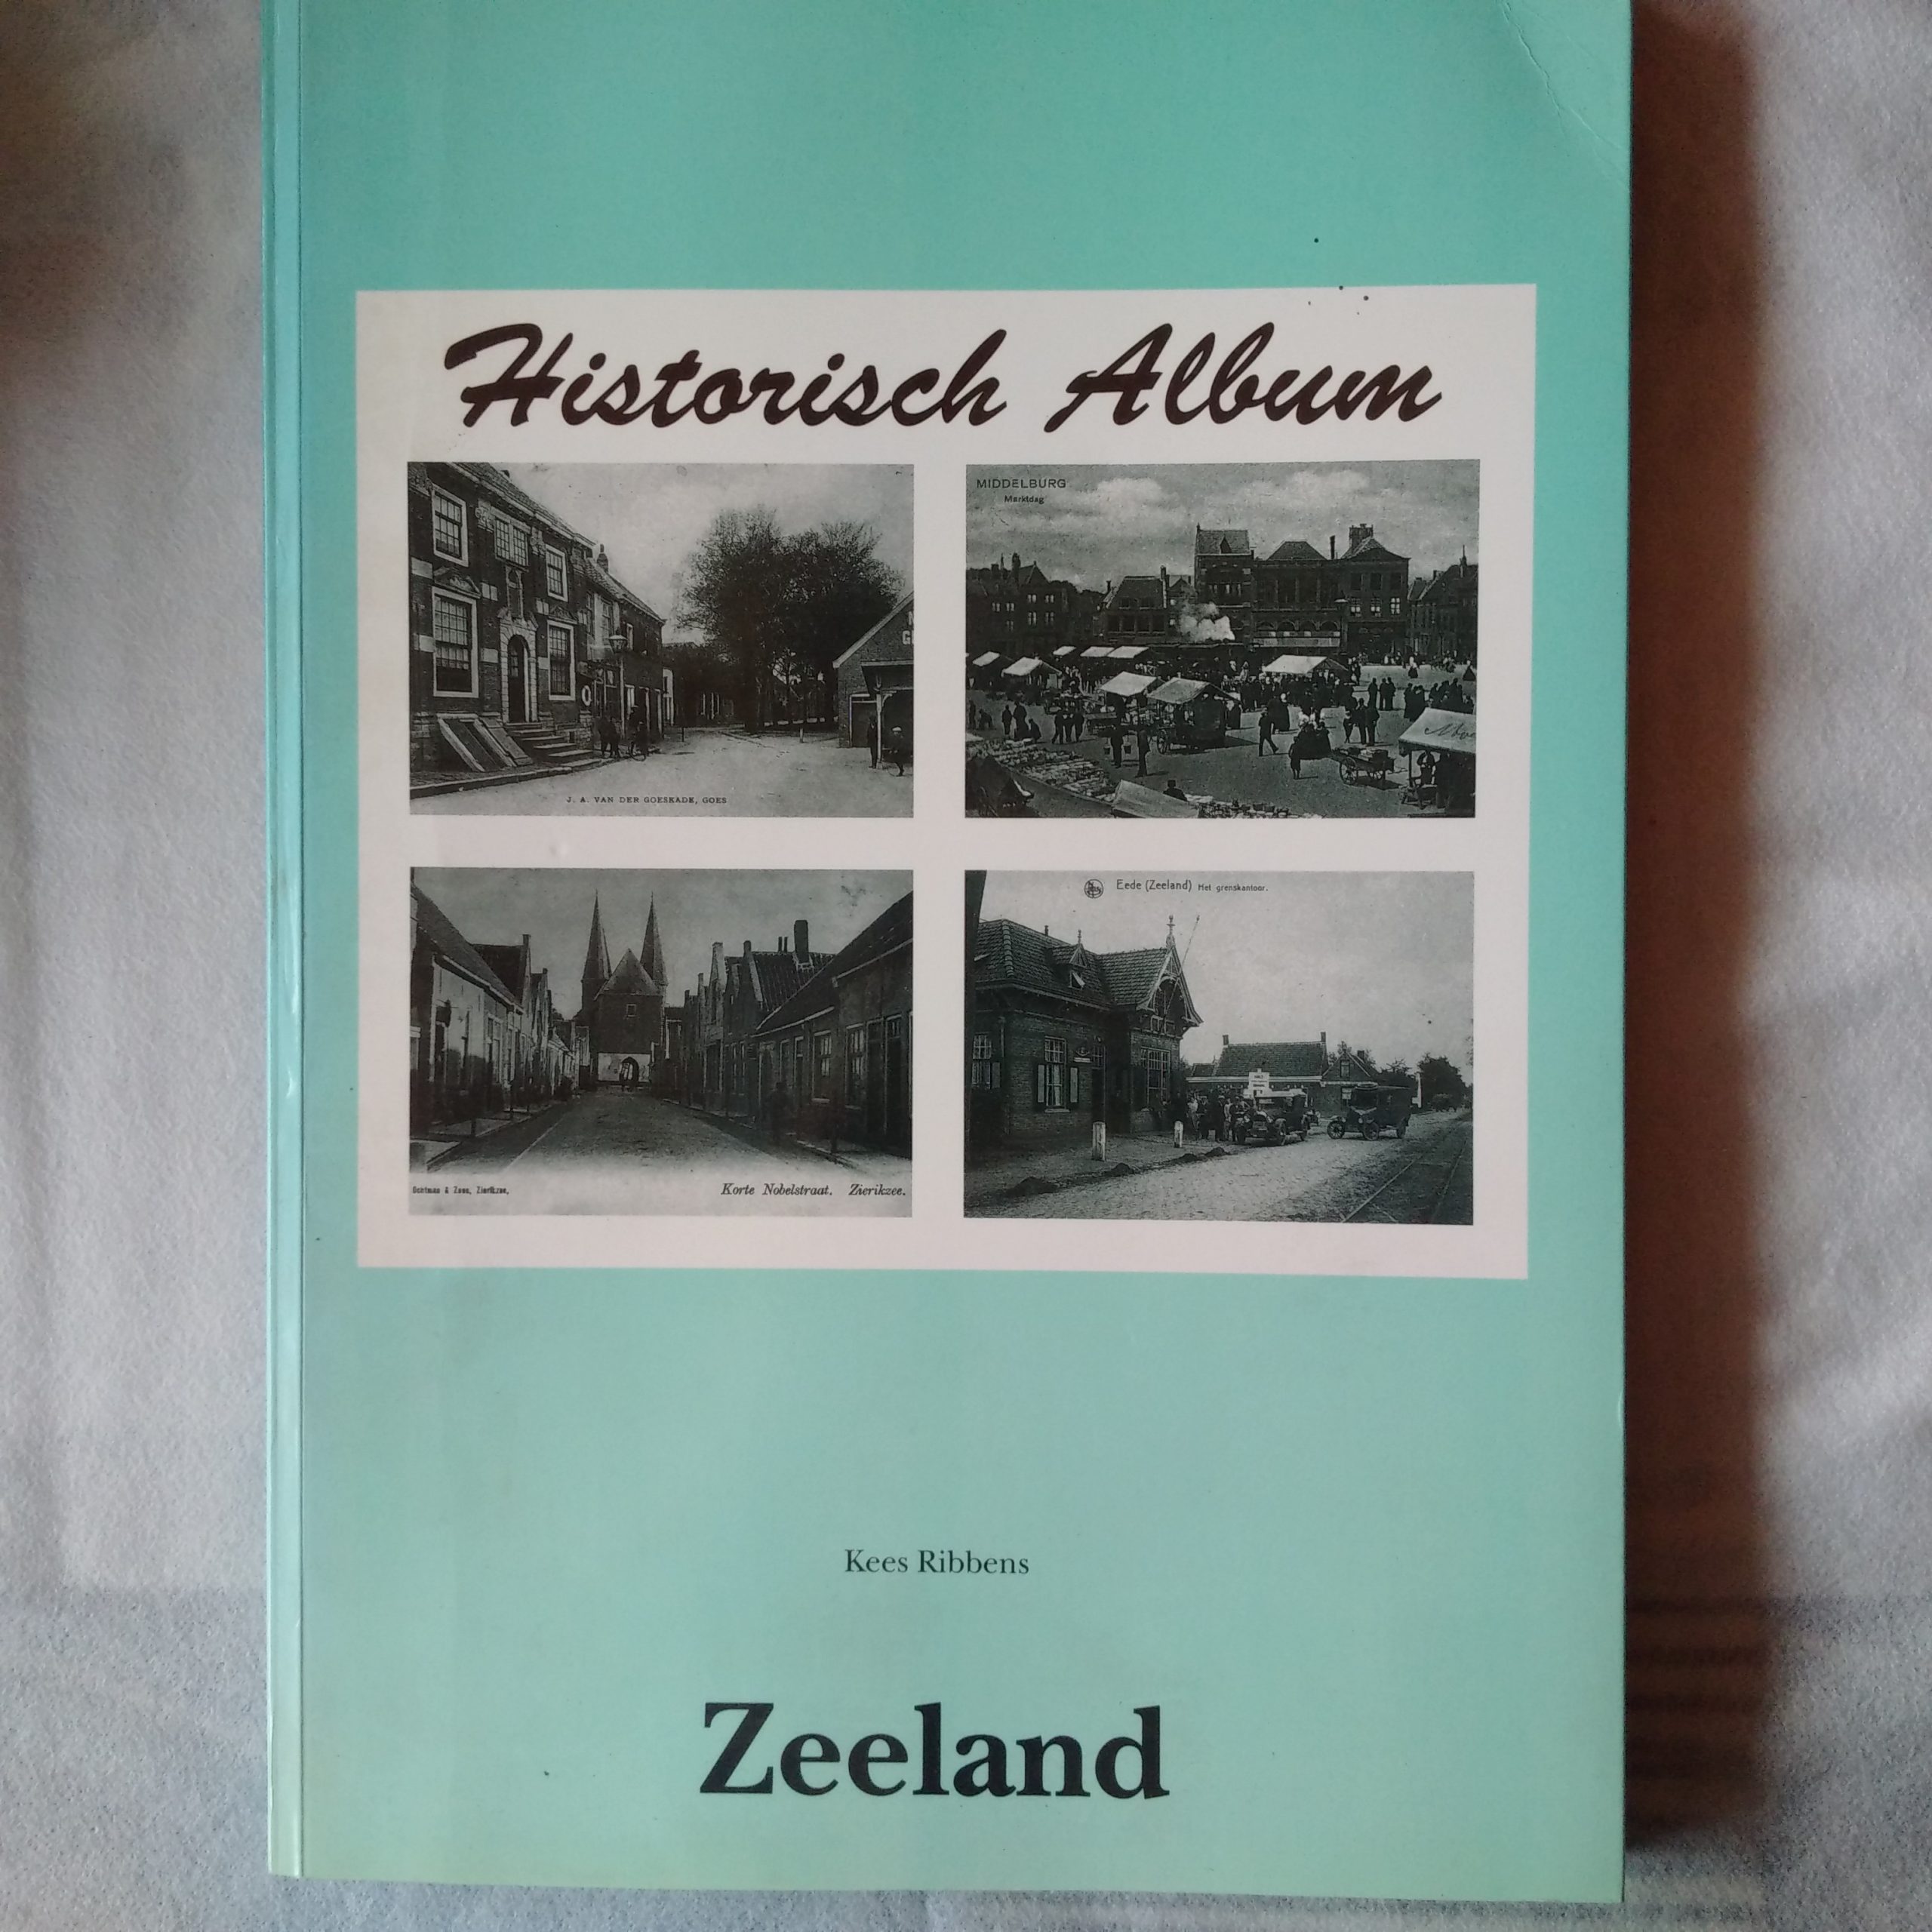 Historisch Album
J. A. VAN DER GOESKADE, GOES
MIDDELBURG
Marktdag
Korte Nobelstraat. Zierikzee.
Eede (Zeeland) Het grenskantoor.
Kees Ribbens
Zeeland